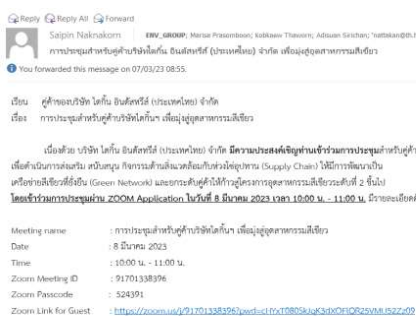 Reply Reply All Forward
Saipin Naknakorn ENV_GROUP; Marise Prasomboon; Kobkaew Thaworn; Adisuan Sirichan;
การประชุมสำหรับคู่ค้าบริษัทไดกิ้น อินดัสทรีส์ (ประเทศไทย) จำกัด เพื่อมุ่งสู่อุตสาหกรรมสีเขียว
You forwarded this message on 07/03/23 08:55.
เรียน คู่ค้าของบริษัท ไดกิ้น อินดัสทรีส์ (ประเทศไทย) จำกัด
เรื่อง การประชุมสำหรับคู่ค้าบริษัทไดกิ้นฯ เพื่อมุ่งสู่อุตสาหกรรมสีเขียว
เนื่องด้วย บริษัท ไดกิ้น อินดัสทรีส์ (ประเทศไทย) จำกัด มีความประสงค์เชิญท่านเข้าร่วมการประชุมสำหรับคู่ค้า
เพื่อดำเนินการส่งเสริม สนับสนุน กิจกรรมด้านสิ่งแวดล้อมกับห่วงโซ่อุปทาน (Supply Chain) ให้มีการพัฒนาเป็น
เครือข่ายสีเขียวที่ยั่งยืน (Green Network) และยกระดับคู่ค้าให้ก้าวสู่โครงการอุตสาหกรรมสีเขียวระดับที่ 2 ขึ้นไป
โดยเข้าร่วมการประชุมผ่าน ZOOM Application ในวันที่ 8 มีนาคม 2023 เวลา 10:00 น. - 11:00 น. มีรายละเอียด
Meeting name : การประชุมสำหรับคู่ค้าบริษัทไดกิ้นฯ เพื่อมุ่งสู่อุตสาหกรรมสีเขียว
Date : 8 มีนาคม 2023
Time : 10:00 น. - 11:00 น.
Zoom Meeting ID : 91701338396
Zoom Passcode : 524391
Zoom Link for Guest : https://zoom.us/j/91701338396?pwd=